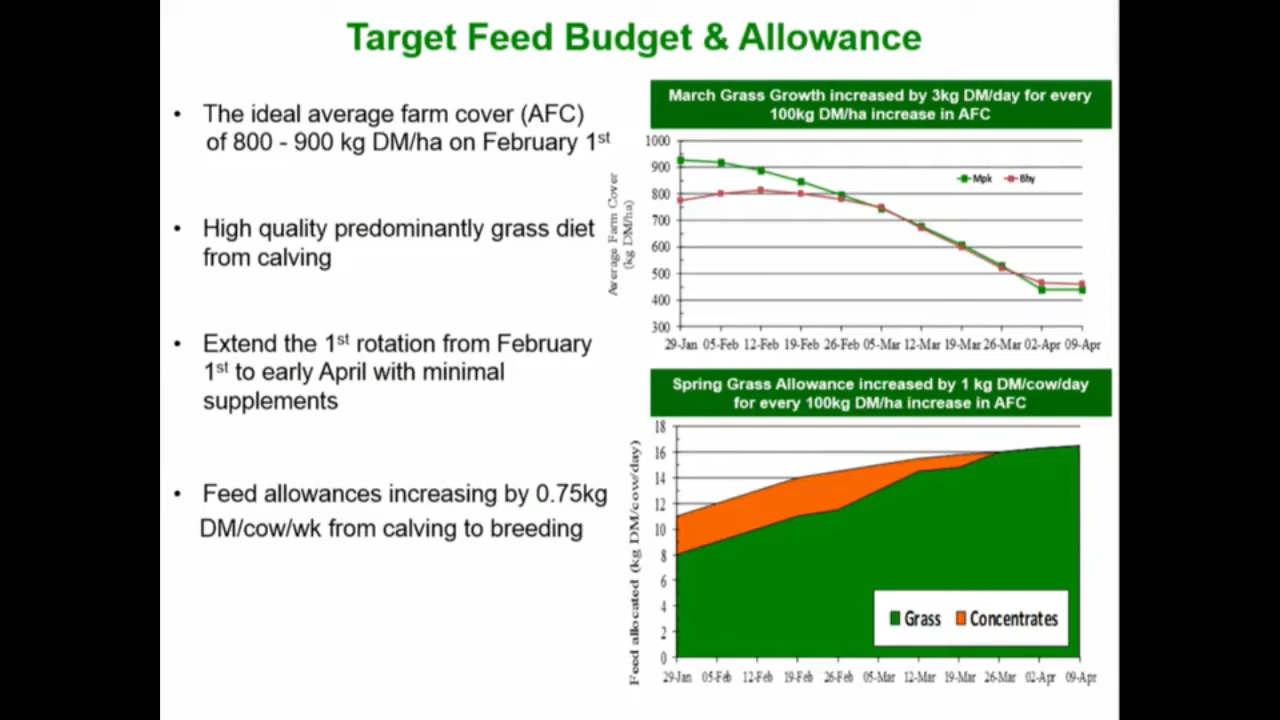 Target Feed Budget & Allowance
• The ideal average farm cover (AFC)
of 800 - 900 kg DM/ha on February 1st
• High quality predominantly grass diet
from calving
• Extend the 1st rotation from February
1st to early April with minimal
supplements
• Feed allowances increasing by 0.75kg
DM/cow/wk from calving to breeding
March Grass Growth increased by 3kg DM/day for every
100kg DM/ha increase in AFC
Average Farm Cover
(kg DM/ha)
1000
900
800
700
600
500
400
300
Mpk Bhy
29-Jan 05-Feb 12-Feb 19-Feb 26-Feb 05-Mar 12-Mar 19-Mar 26-Mar 02-Apr 09-Apr
Spring Grass Allowance increased by 1 kg DM/cow/day
for every 100kg DM/ha increase in AFC
Feed allocated (kg DM/cow/day)
18
16
14
12
10
8
6
4
2
0
Grass Concentrates
29-Jan 05-Feb 12-Feb 19-Feb 26-Feb 05-Mar 12-Mar 19-Mar 26-Mar 02-Apr 09-Apr